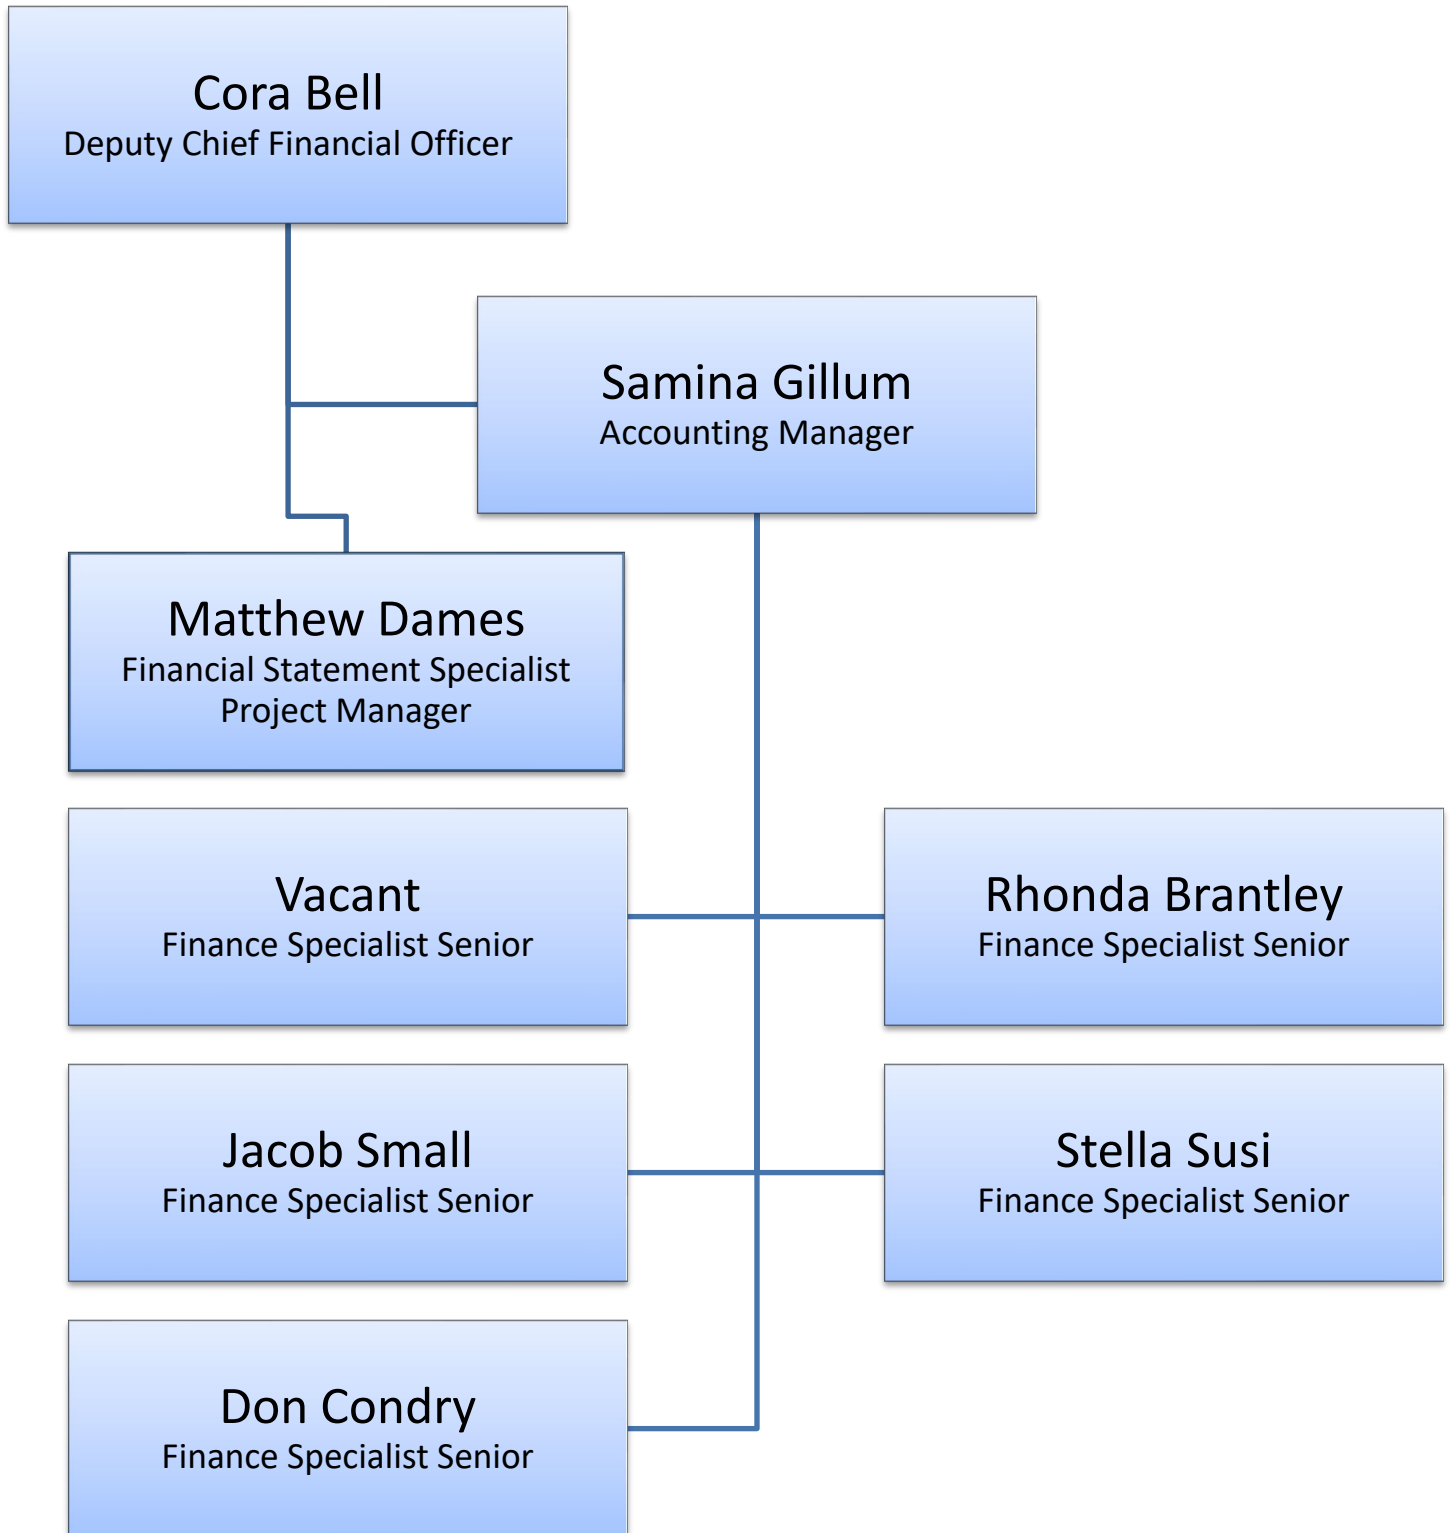 Cora Bell
Deputy Chief Financial Officer
Samina Gillum
Accounting Manager
Matthew Dames
Financial Statement Specialist
Project Manager
Vacant
Finance Specialist Senior
Rhonda Brantley
Finance Specialist Senior
Jacob Small
Finance Specialist Senior
Stella Susi
Finance Specialist Senior
Don Condry
Finance Specialist Senior